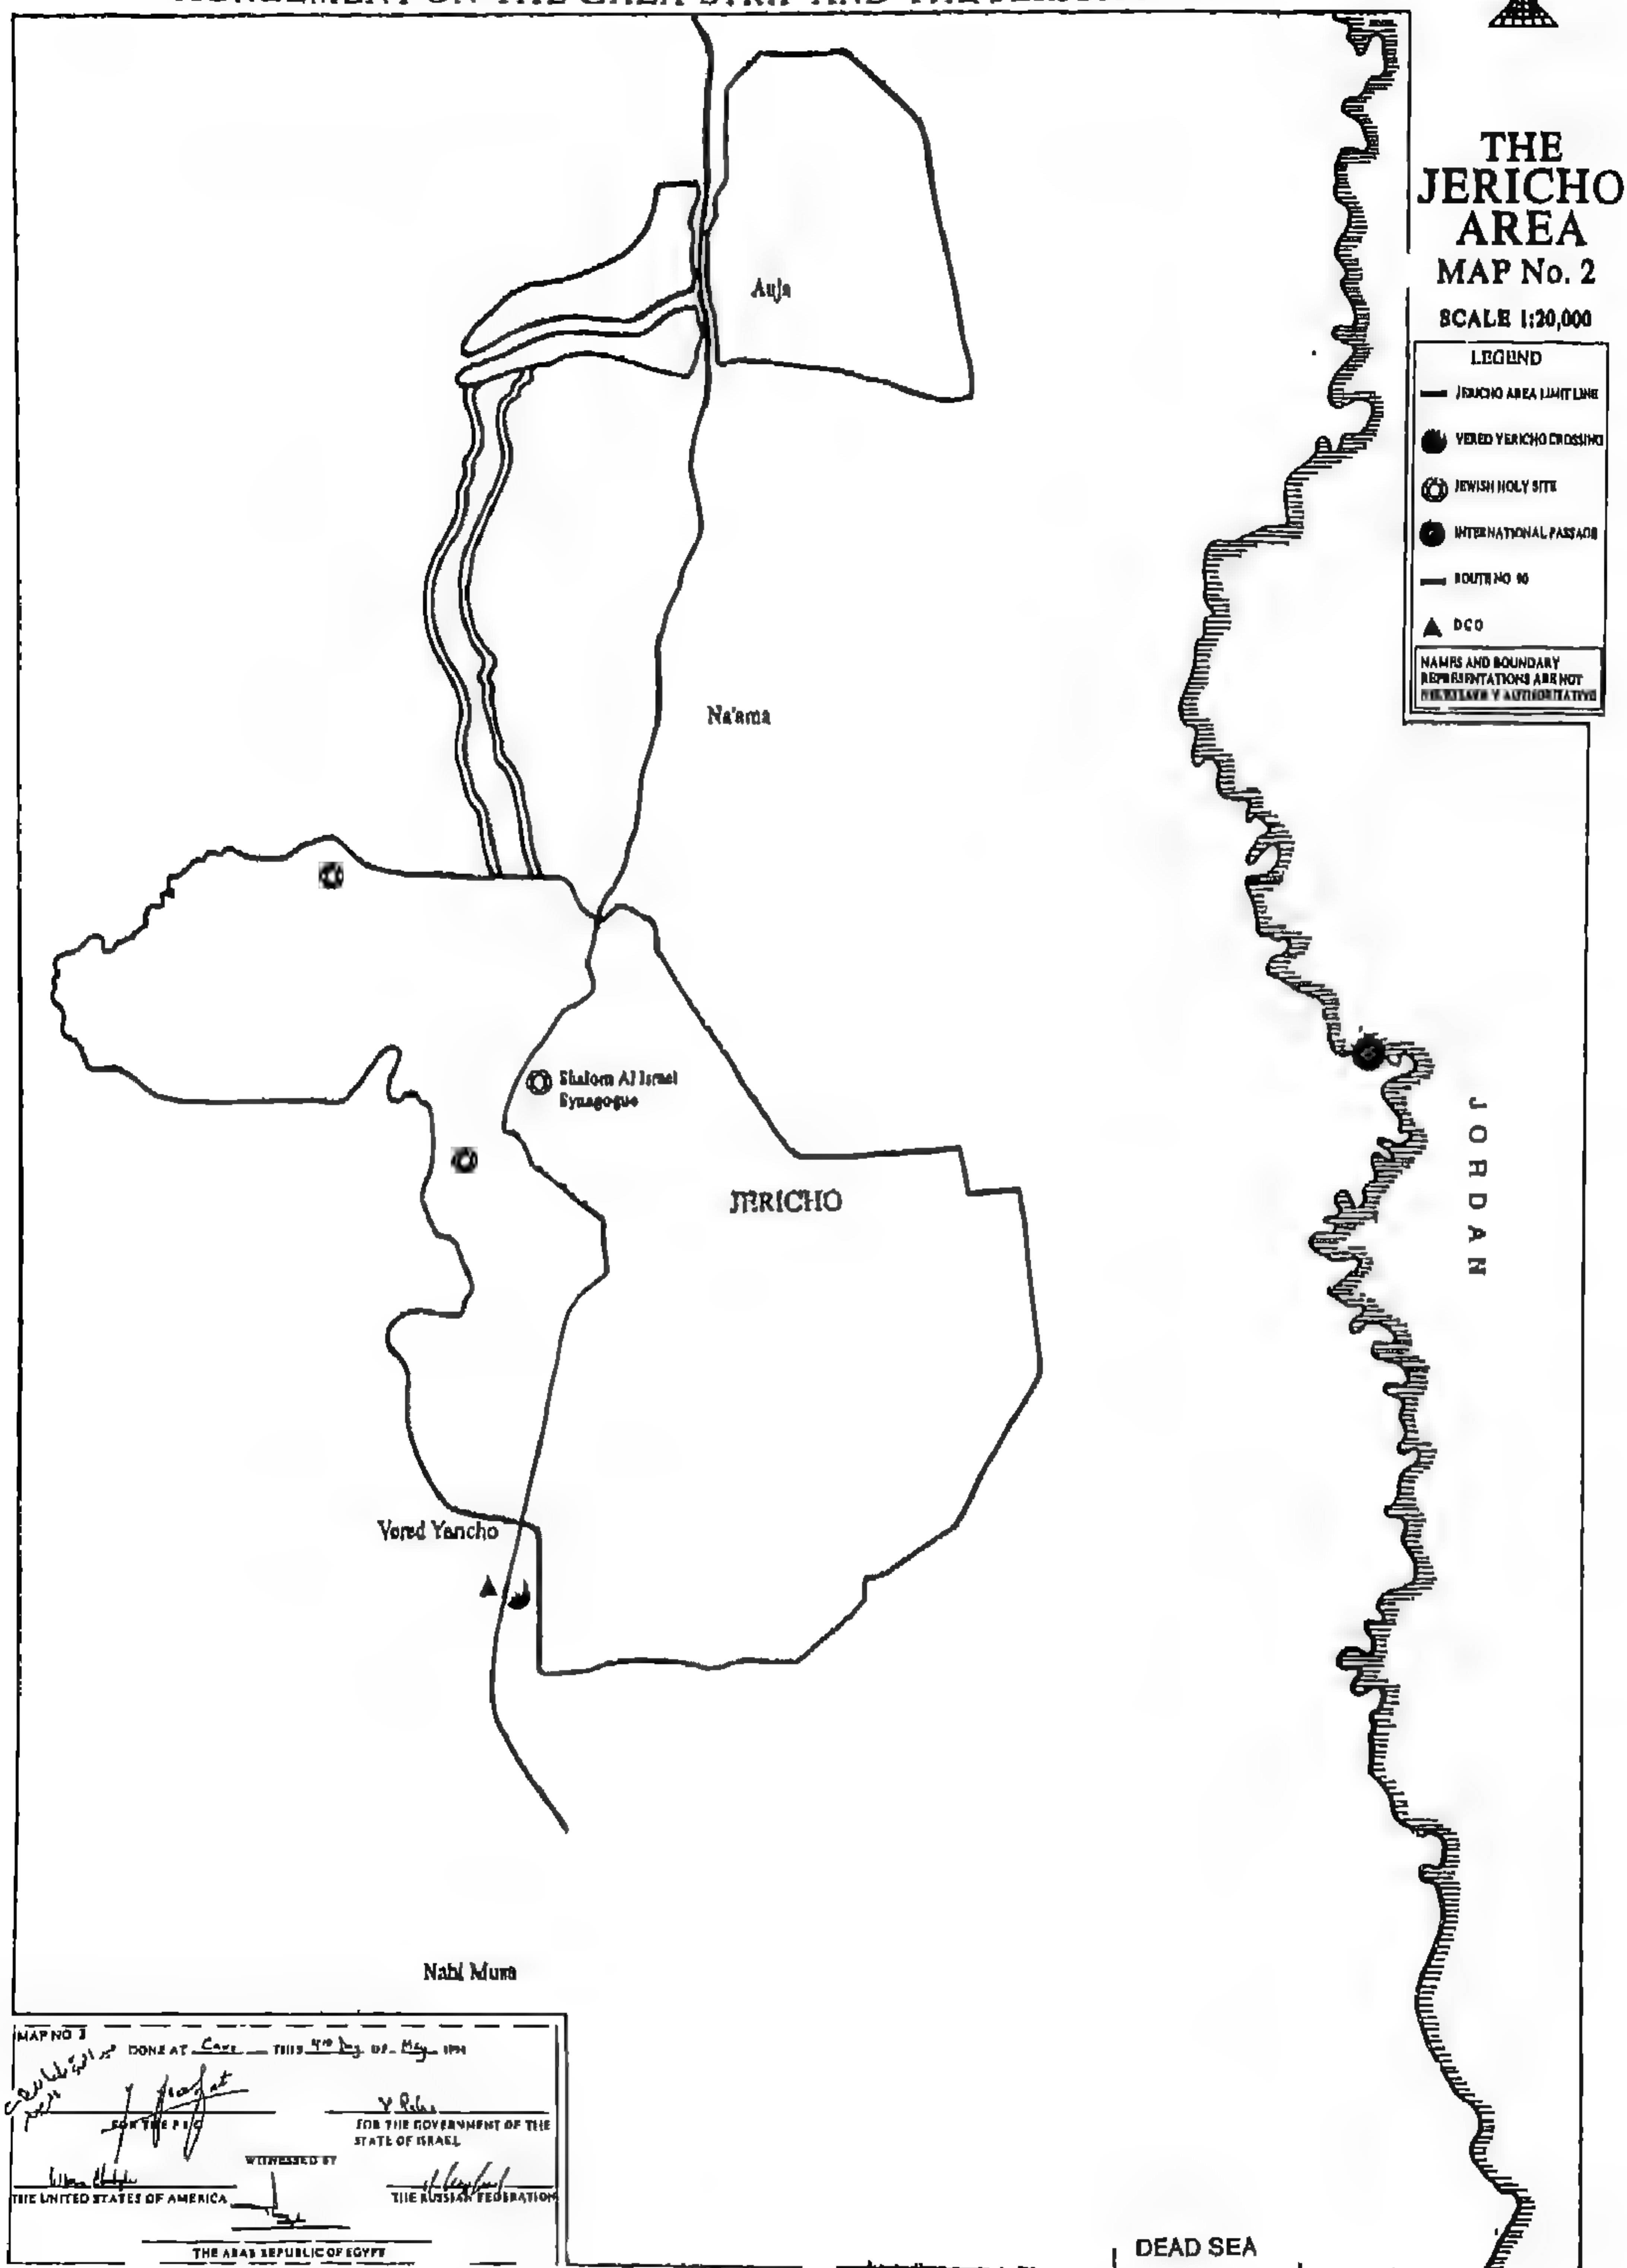 THE
JERICHO
AREA
MAP No. 2
SCALE 1:20,000
LEGEND
JERICHO AREA LIMIT LINE
VERED YERICHO CROSSING
JEWISH HOLY SITE
INTERNATIONAL PASSAGE
ROUTE NO 90
DCO
NAMES AND BOUNDARY
REPRESENTATIONS ARE NOT
AUTHORITATIVE
Auja
Na'ama
Shalom Al Israel
Synagogue
JERICHO
JORDAN
Vered Yericho
Nabi Musa
MAP NO
DONE AT THIS DAY OF May
FOR THE
FOR THE GOVERNMENT OF THE
STATE OF ISRAEL
WITNESSED BY
THE UNITED STATES OF AMERICA
THE RUSSIAN FEDERATION
THE ARAB REPUBLIC OF EGYPT
DEAD SEA